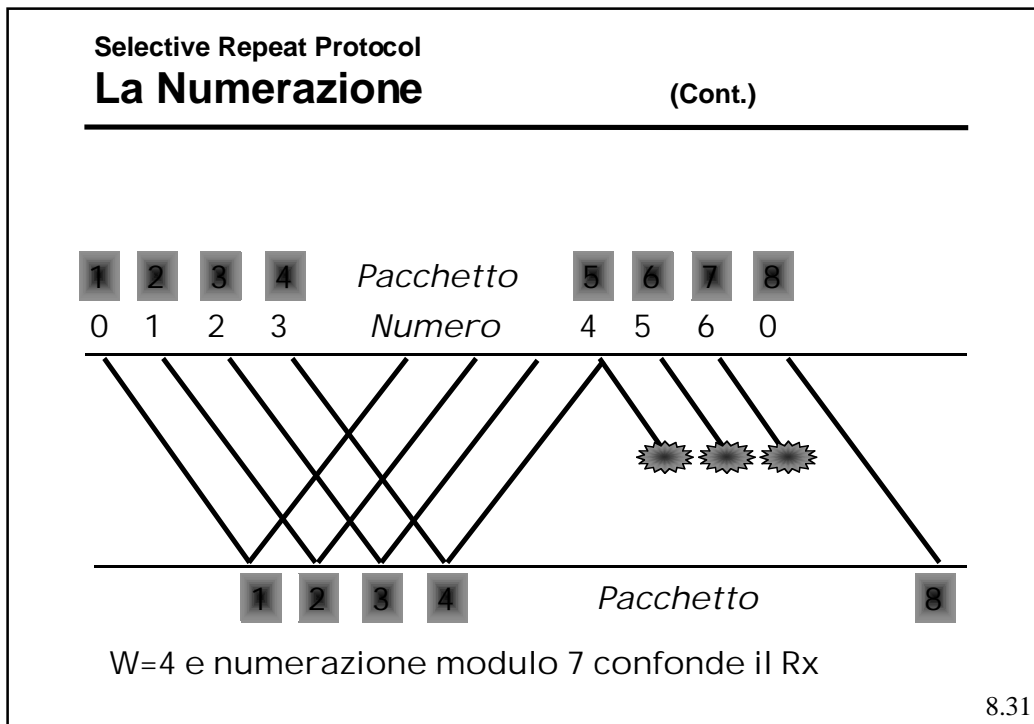 Selective Repeat Protocol
La Numerazione (Cont.)
1 2 3 4 Pacchetto 5 6 7 8
0 1 2 3 Numero 4 5 6 0
1 2 3 4 Pacchetto 8
W=4 e numerazione modulo 7 confonde il Rx
8.31